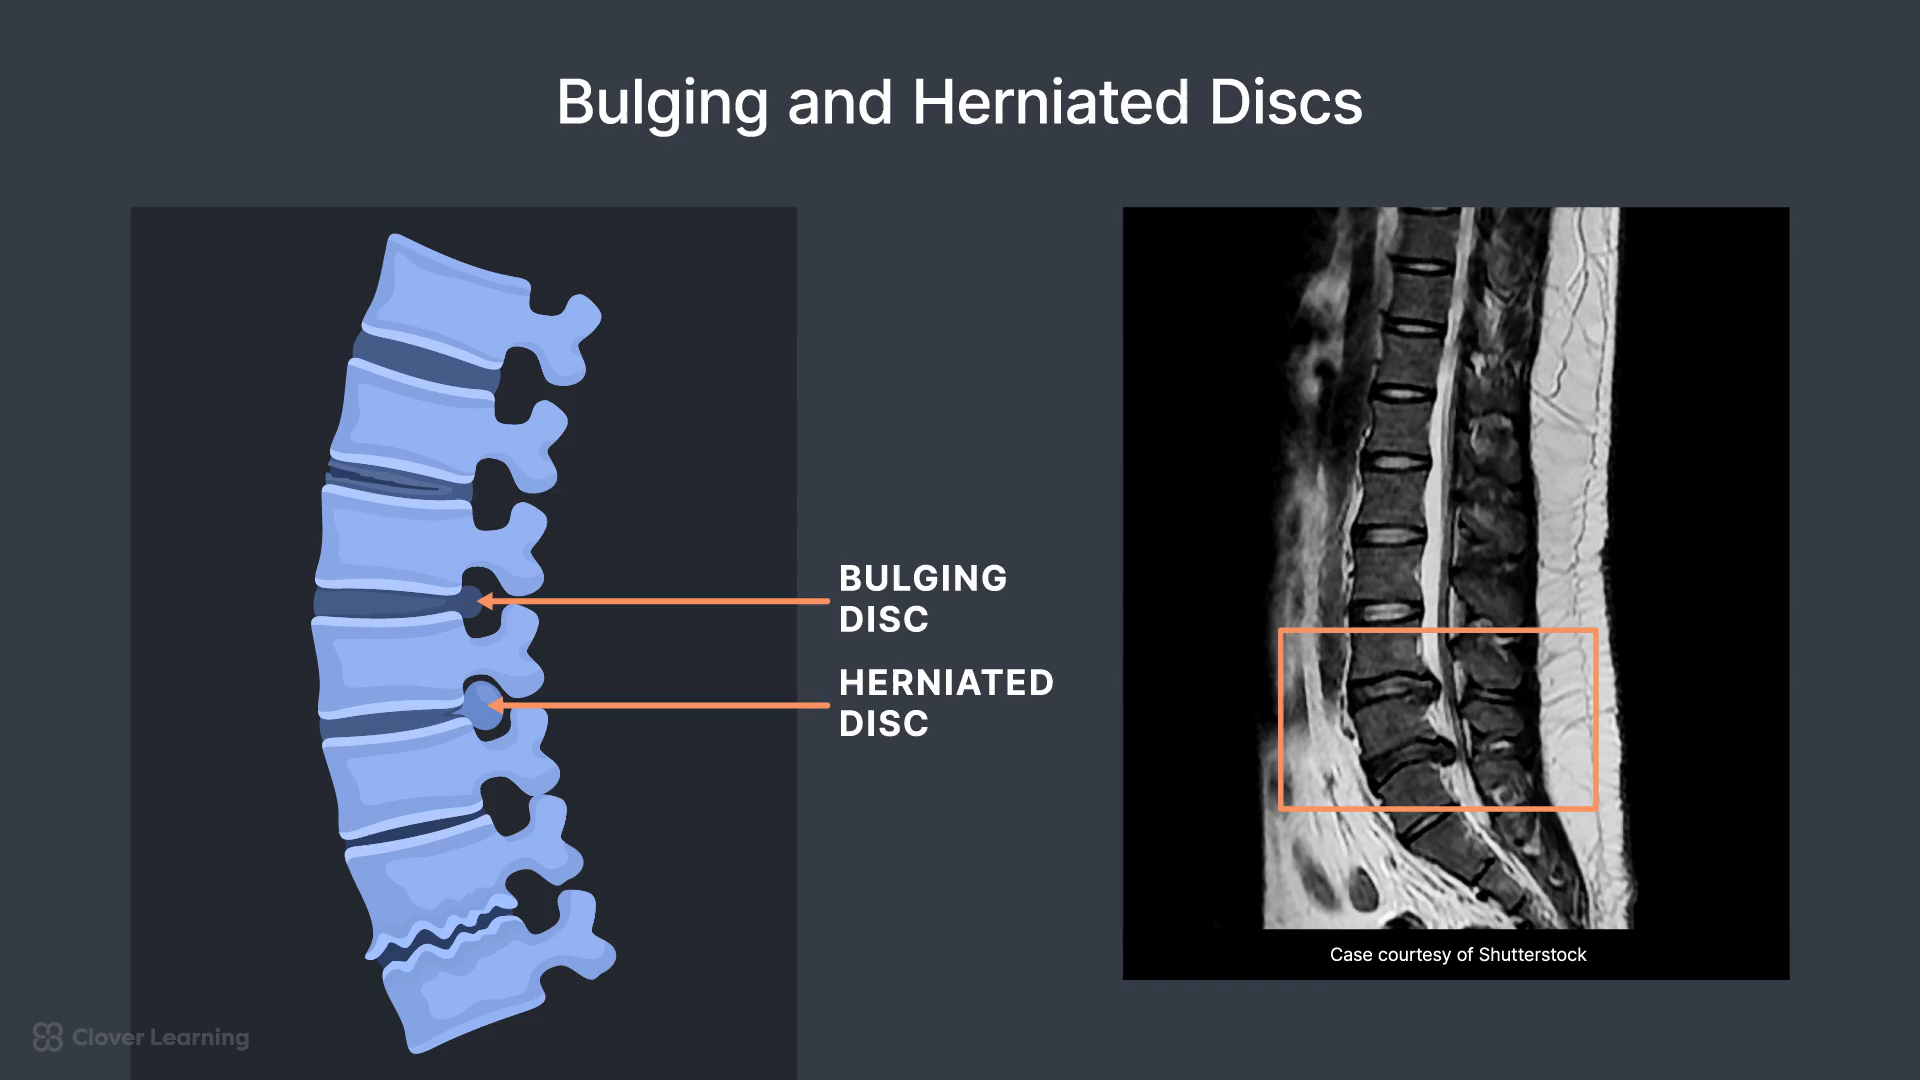 Bulging and Herniated Discs
BULGING
DISC
HERNIATED
DISC
Case courtesy of Shutterstock
Clover Learning